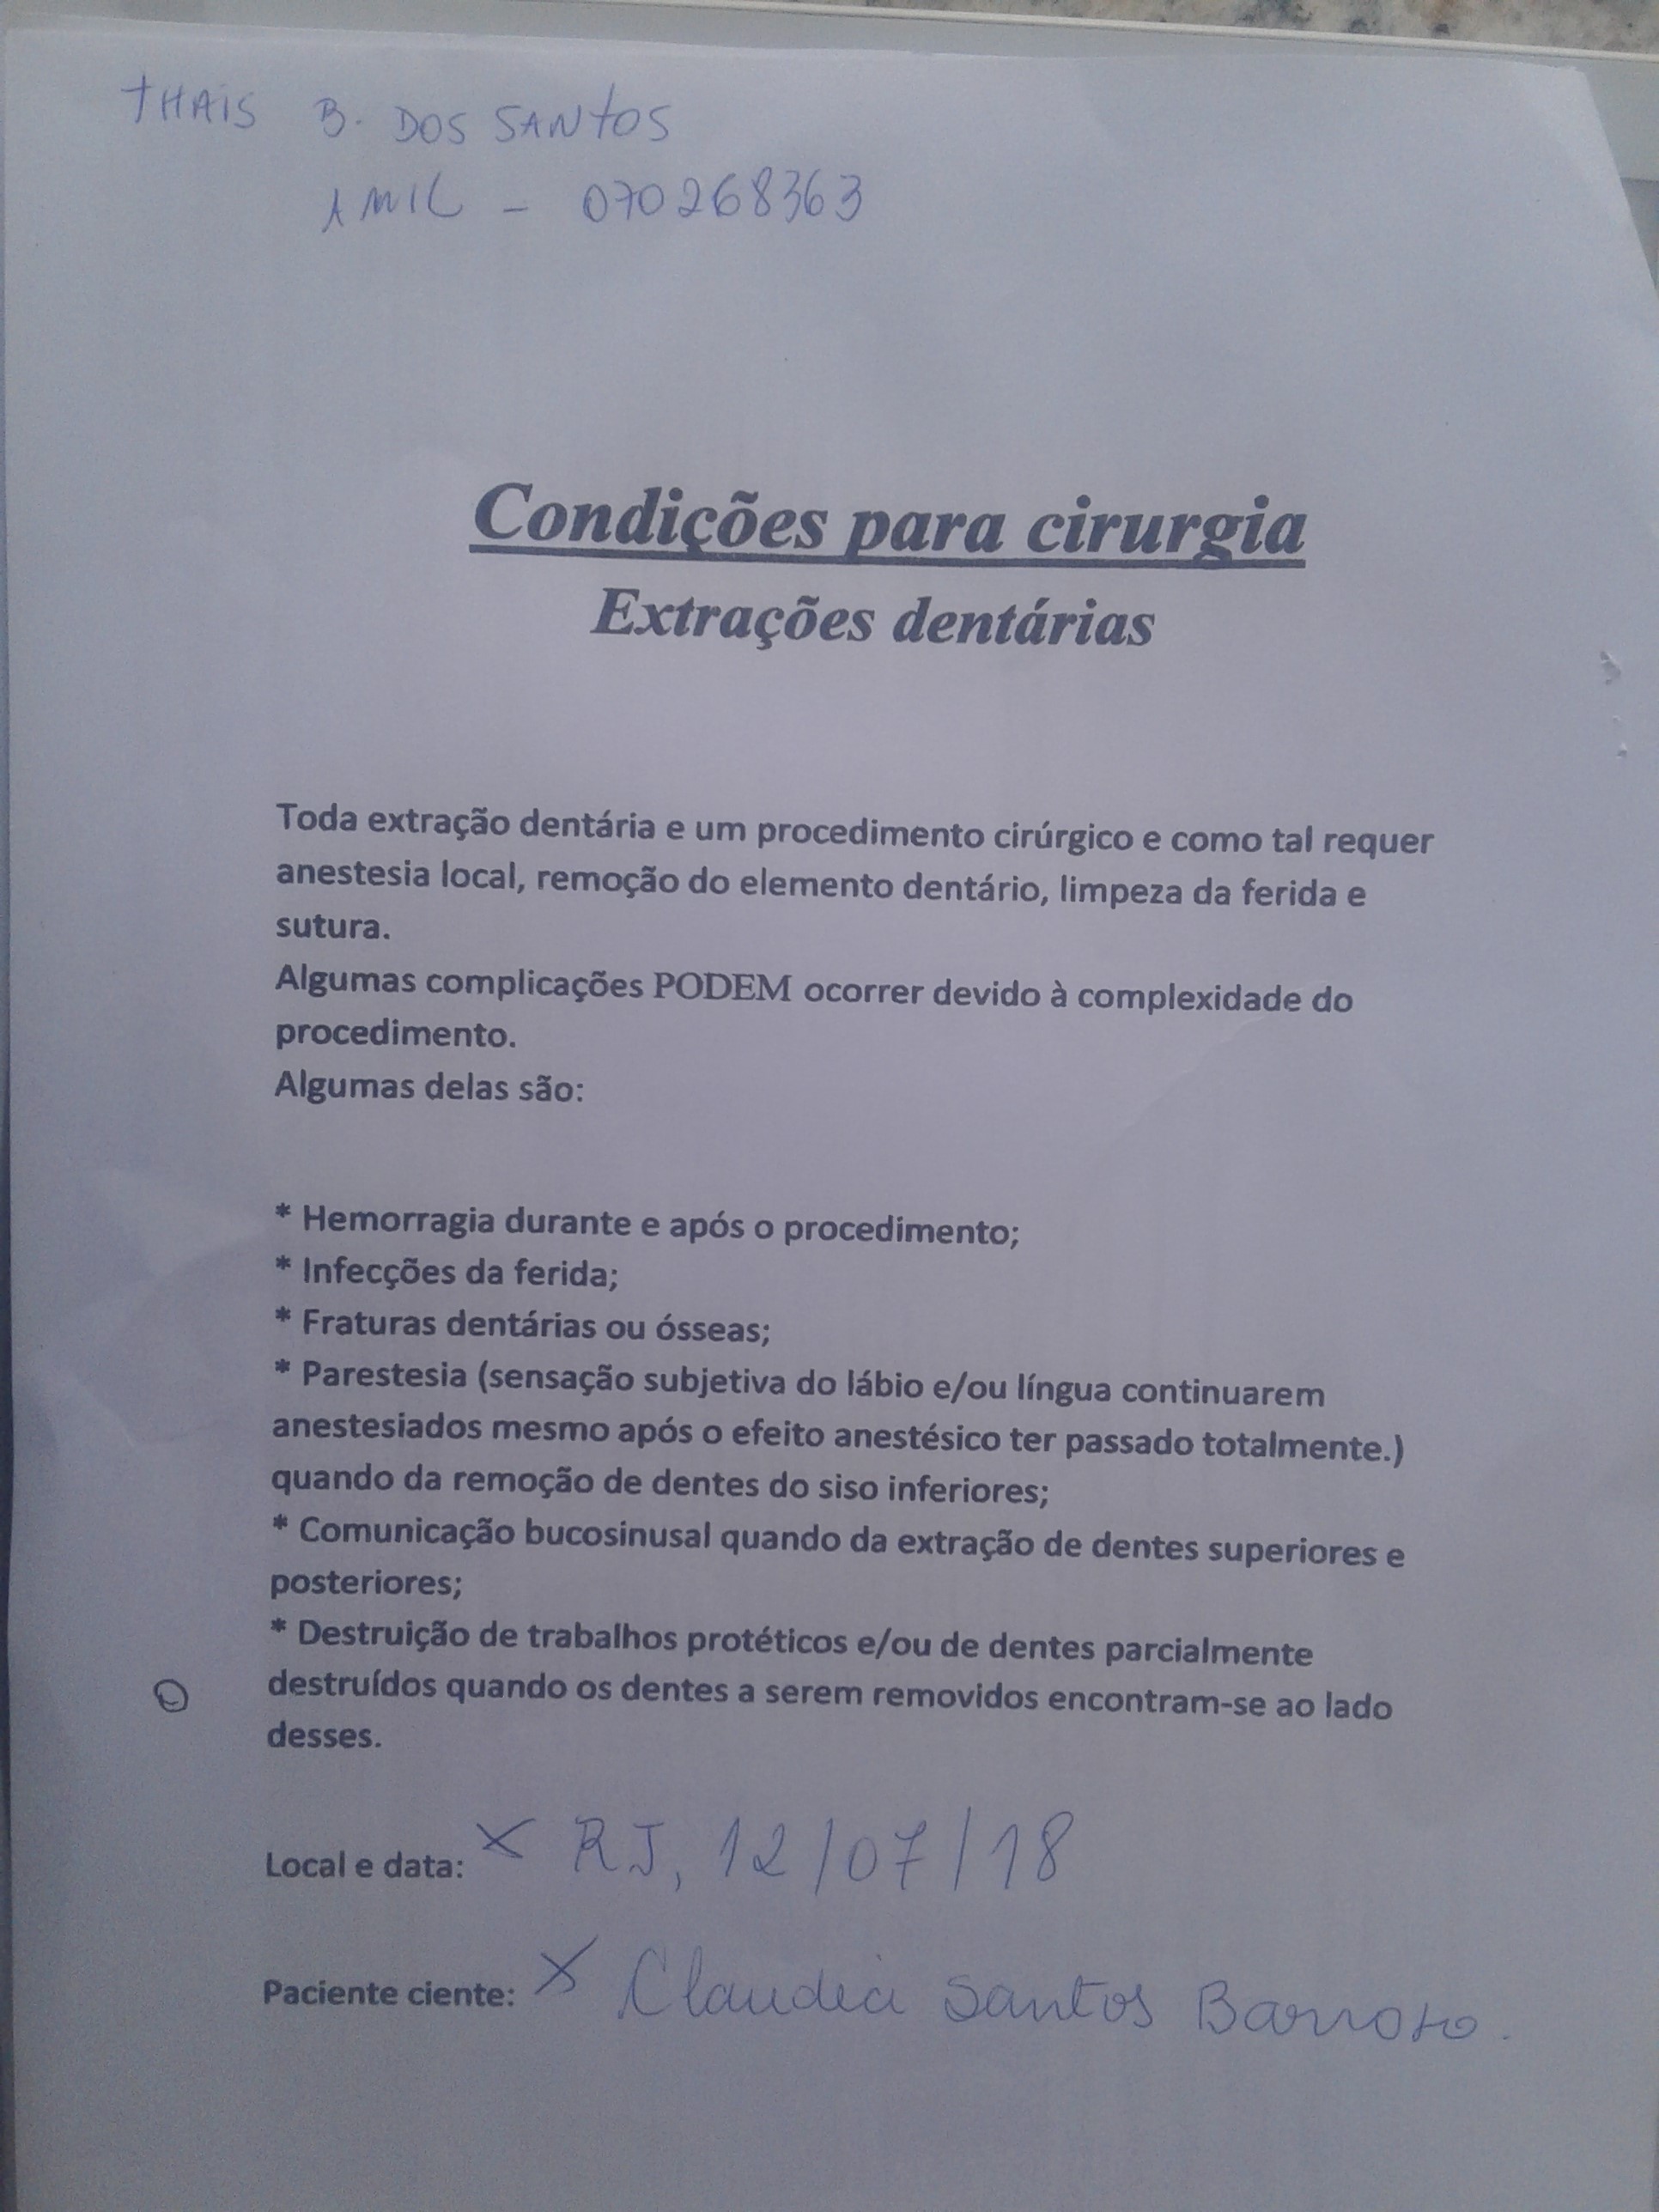 THAIS B. DOS SANTOS
AMIL - 070268363
Condições para cirurgia
Extrações dentárias
Toda extração dentária e um procedimento cirúrgico e como tal requer
anestesia local, remoção do elemento dentário, limpeza da ferida e
sutura.
Algumas complicações PODEM ocorrer devido à complexidade do
procedimento.
Algumas delas são:
* Hemorragia durante e após o procedimento;
* Infecções da ferida;
* Fraturas dentárias ou ósseas;
* Parestesia (sensação subjetiva do lábio e/ou língua continuarem
anestesiados mesmo após o efeito anestésico ter passado totalmente.)
quando da remoção de dentes do siso inferiores;
* Comunicação bucosinusal quando da extração de dentes superiores e
posteriores;
* Destruição de trabalhos protéticos e/ou de dentes parcialmente
destruídos quando os dentes a serem removidos encontram-se ao lado
desses.
Local e data: X RJ, 12/07/18
Paciente ciente: X Claudia Santos Barroso.